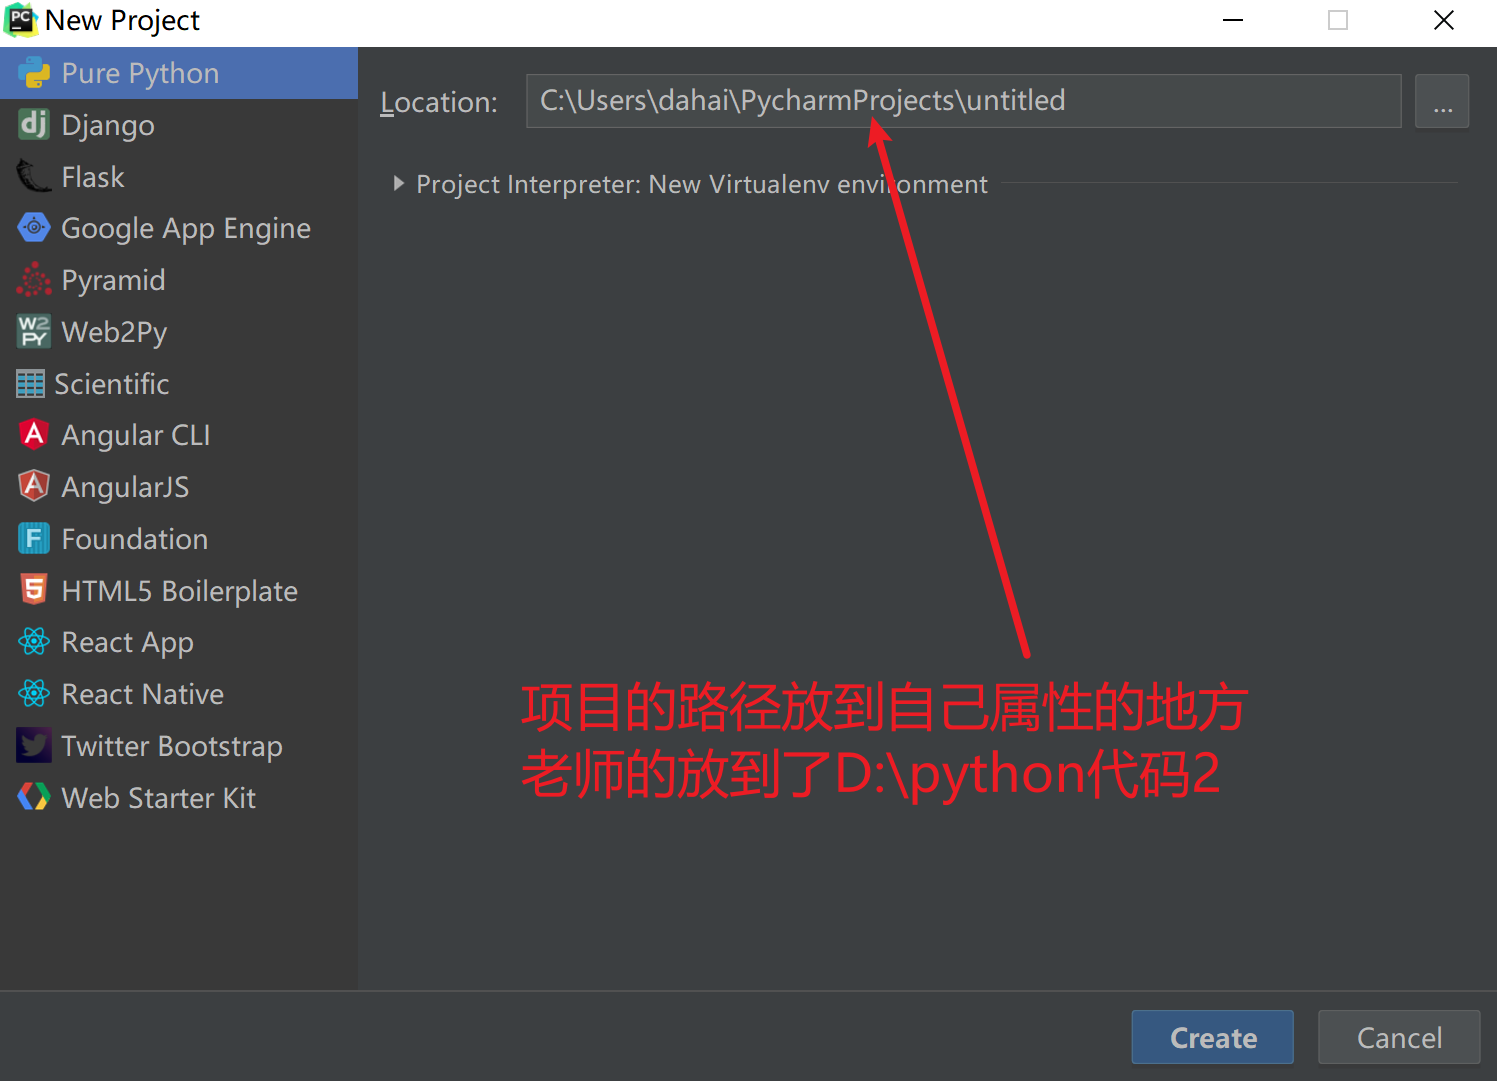 New Project
Pure Python
Django
Flask
Google App Engine
Pyramid
Web2Py
Scientific
Angular CLI
AngularJS
Foundation
HTML5 Boilerplate
React App
React Native
Twitter Bootstrap
Web Starter Kit
Location: C:\Users\dahai\PycharmProjects\untitled ...
Project Interpreter: New Virtualenv environment
项目的路径放到自己属性的地方
老师的放到了D:\python代码2
Create Cancel